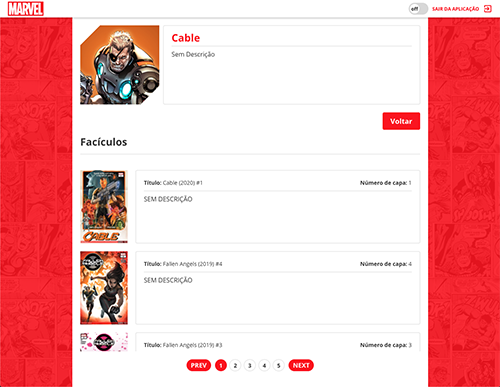 MARVEL
off
SAIR DA APLICAÇÃO
Cable
Sem Descrição
Voltar
Facículos
Título: Cable (2020) #1
Número de capa: 1
SEM DESCRIÇÃO
CABLE
Título: Fallen Angels (2019) #4
Número de capa: 4
SEM DESCRIÇÃO
Título: Fallen Angels (2019) #3
Número de capa: 3
PREV 1 2 3 4 5 NEXT